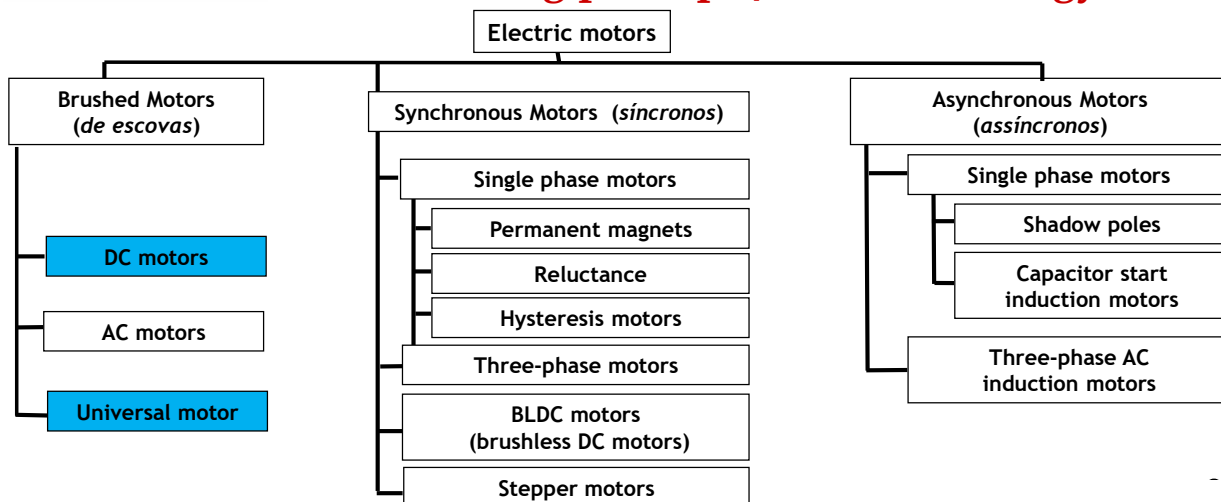 Electric motors
Brushed Motors
(de escovas)
DC motors
AC motors
Universal motor
Synchronous Motors (síncronos)
Single phase motors
Permanent magnets
Reluctance
Hysteresis motors
Three-phase motors
BLDC motors
(brushless DC motors)
Stepper motors
Asynchronous Motors
(assíncronos)
Single phase motors
Shadow poles
Capacitor start
induction motors
Three-phase AC
induction motors